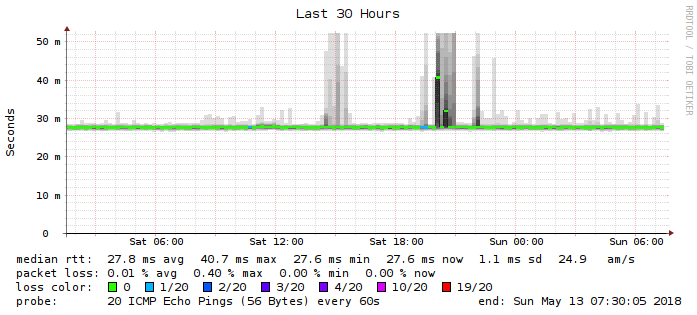 Last 30 Hours
RRDTOOL / TOBI OETIKER
Seconds
50 m
40 m
30 m
20 m
10 m
0
Sat 06:00 Sat 12:00 Sat 18:00 Sun 00:00 Sun 06:00
median rtt: 27.8 ms avg 40.7 ms max 27.6 ms min 27.6 ms now 1.1 ms sd 24.9 am/s
packet loss: 0.01 % avg 0.40 % max 0.00 % min 0.00 % now
loss color: 0 1/20 2/20 3/20 4/20 10/20 19/20
probe: 20 ICMP Echo Pings (56 Bytes) every 60s end: Sun May 13 07:30:05 2018